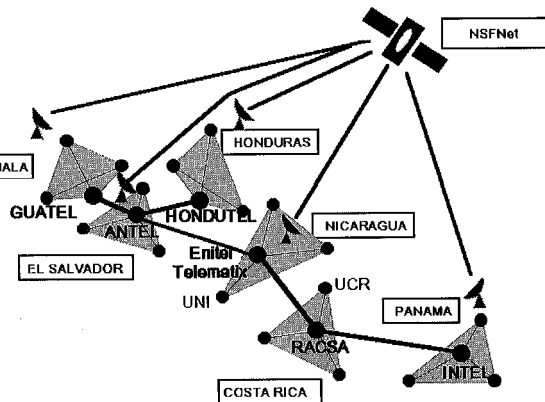 NSFNet
HONDURAS
GUATEL
HONDUTEL
ANTEL
NICARAGUA
EL SALVADOR
Enitel
Telematix
UNI
UCR
PANAMA
RACSA
INTEL
COSTA RICA